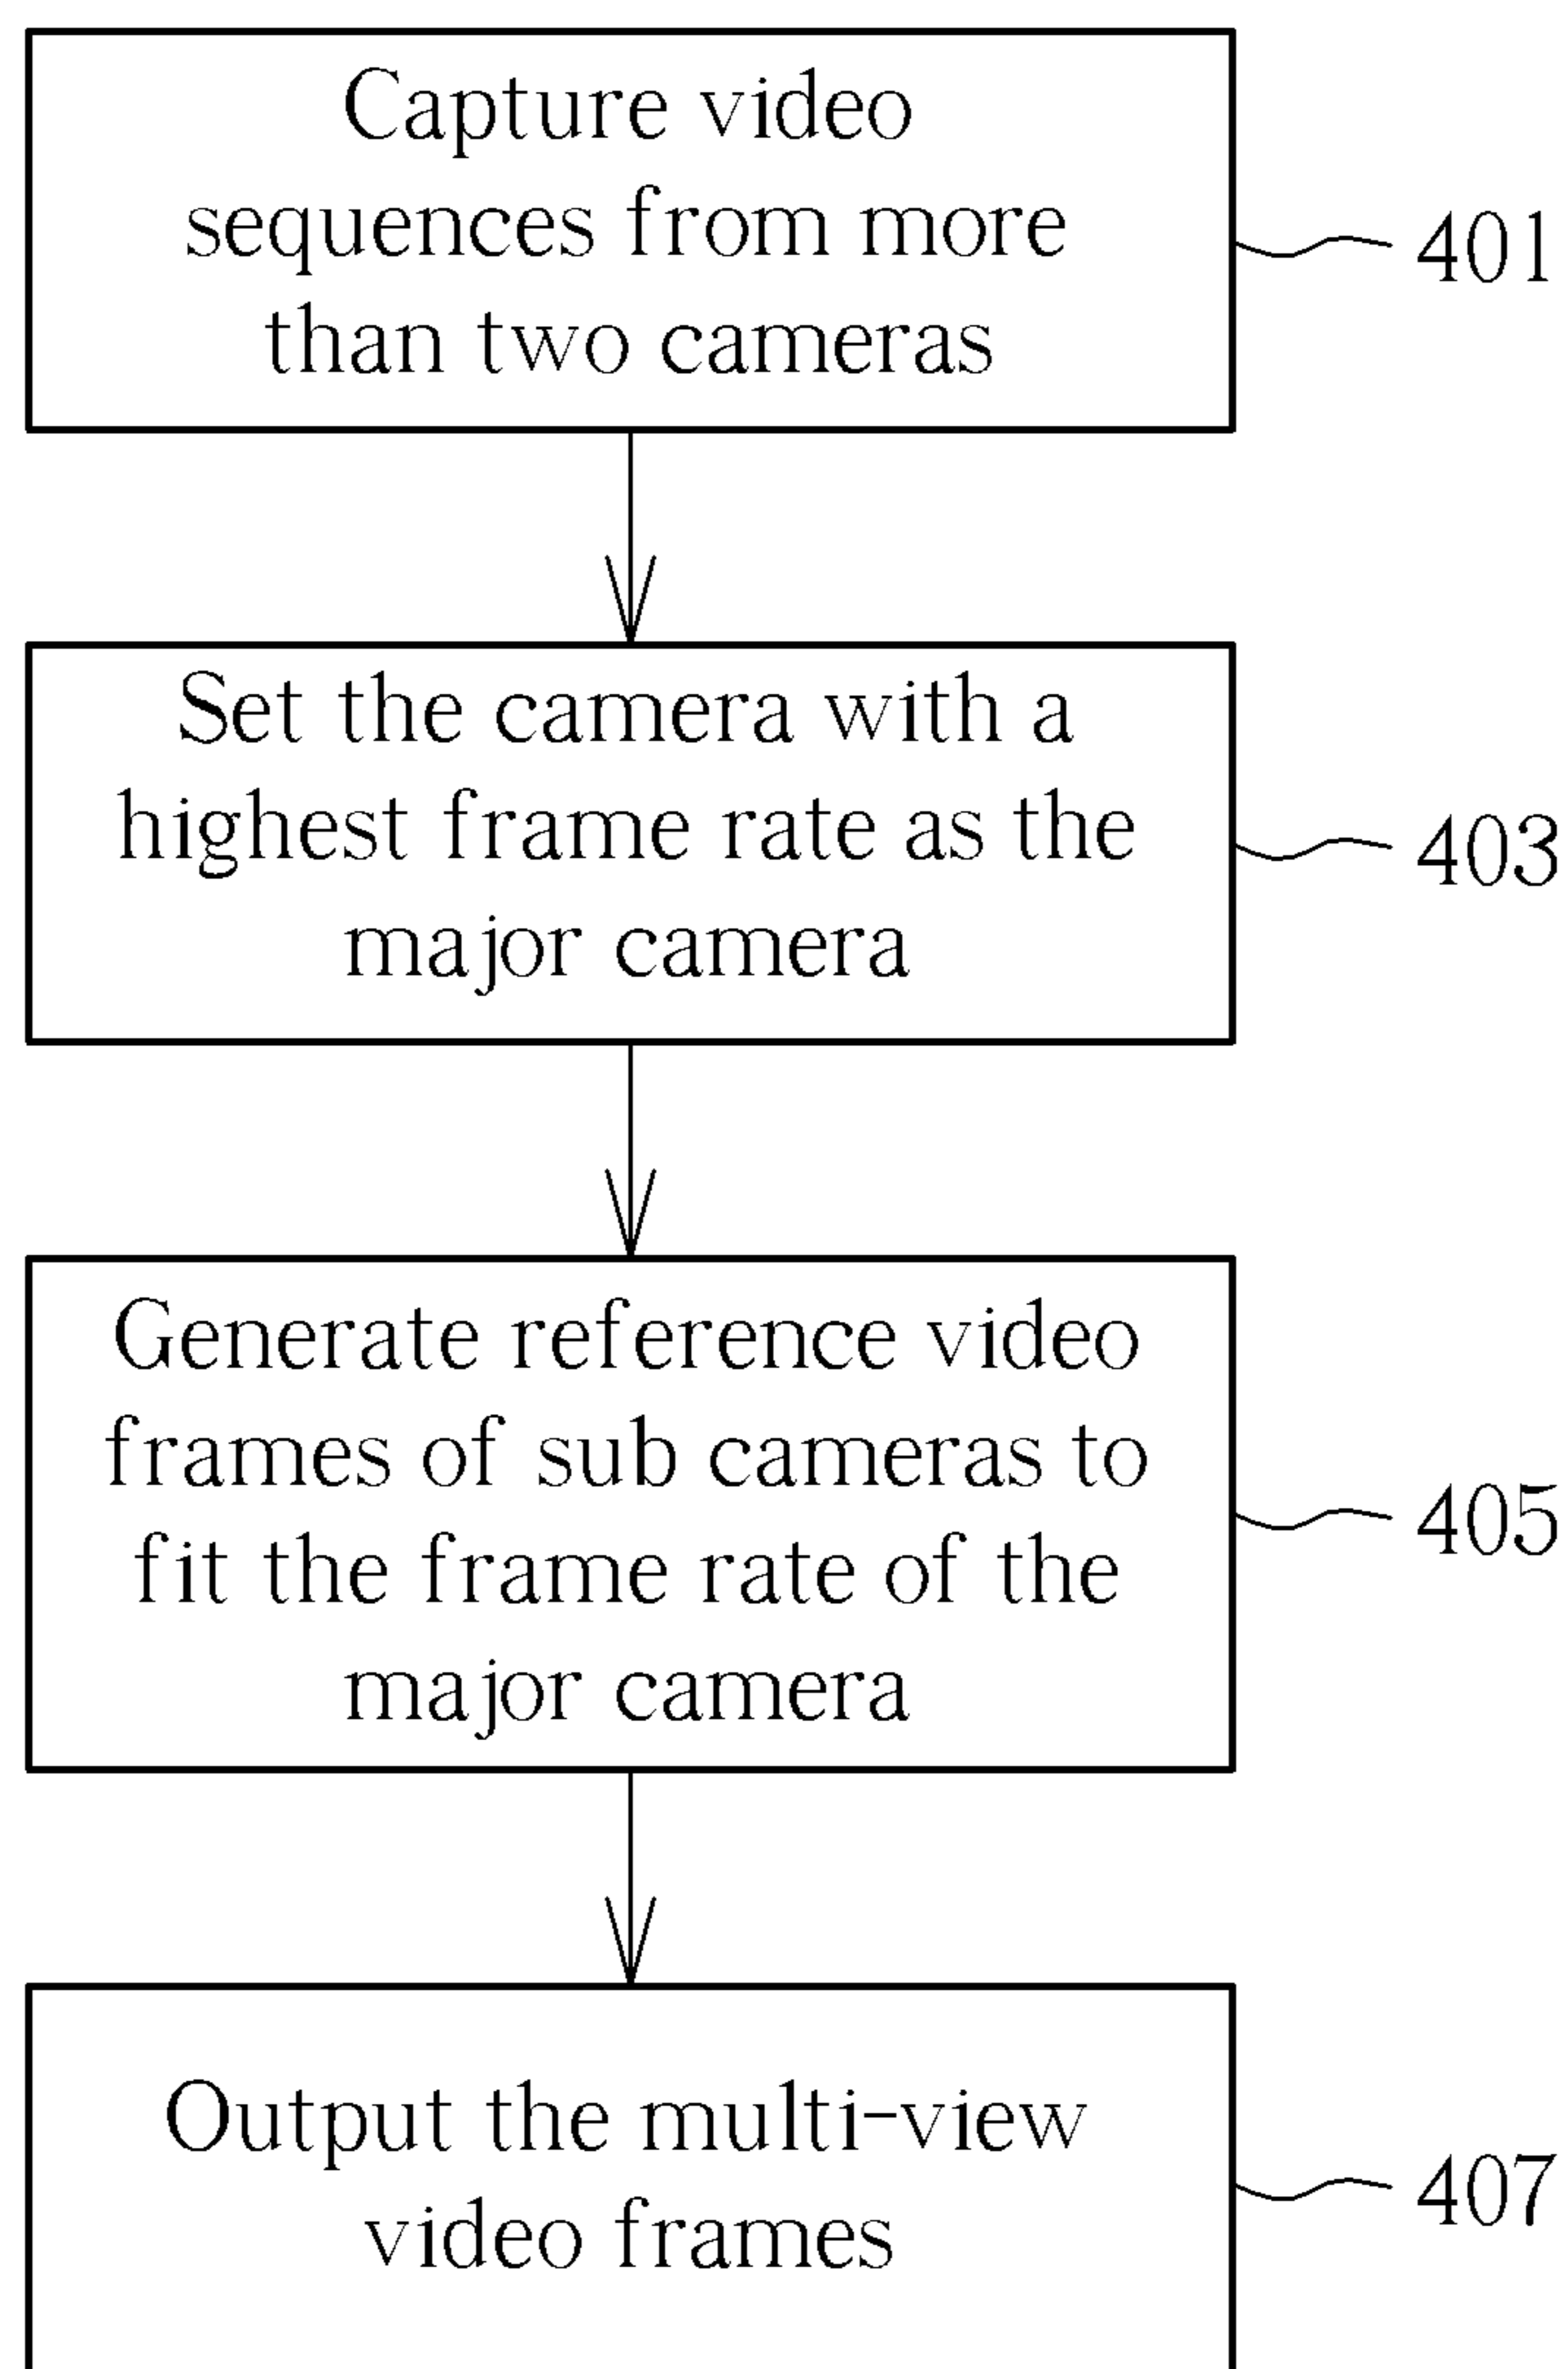 Capture video
sequences from more
than two cameras
401
Set the camera with a
highest frame rate as the
major camera
403
Generate reference video
frames of sub cameras to
fit the frame rate of the
major camera
405
Output the multi-view
video frames
407